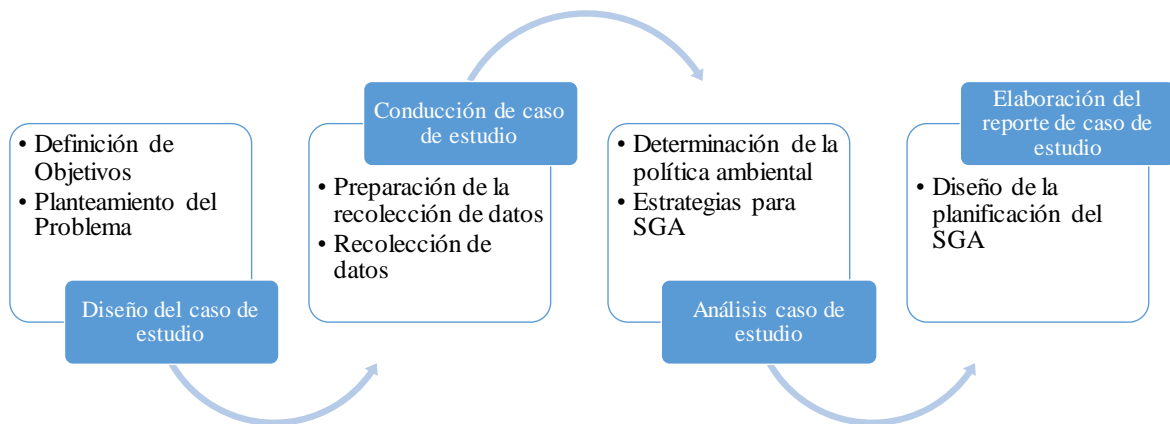 • Definición de
Objetivos
• Planteamiento del
Problema
Diseño del caso de
estudio
Conducción de caso
de estudio
• Preparación de la
recolección de datos
• Recolección de
datos
• Determinación de la
política ambiental
• Estrategias para
SGA
Análisis caso de
estudio
Elaboración del
reporte de caso de
estudio
• Diseño de la
planificación del
SGA